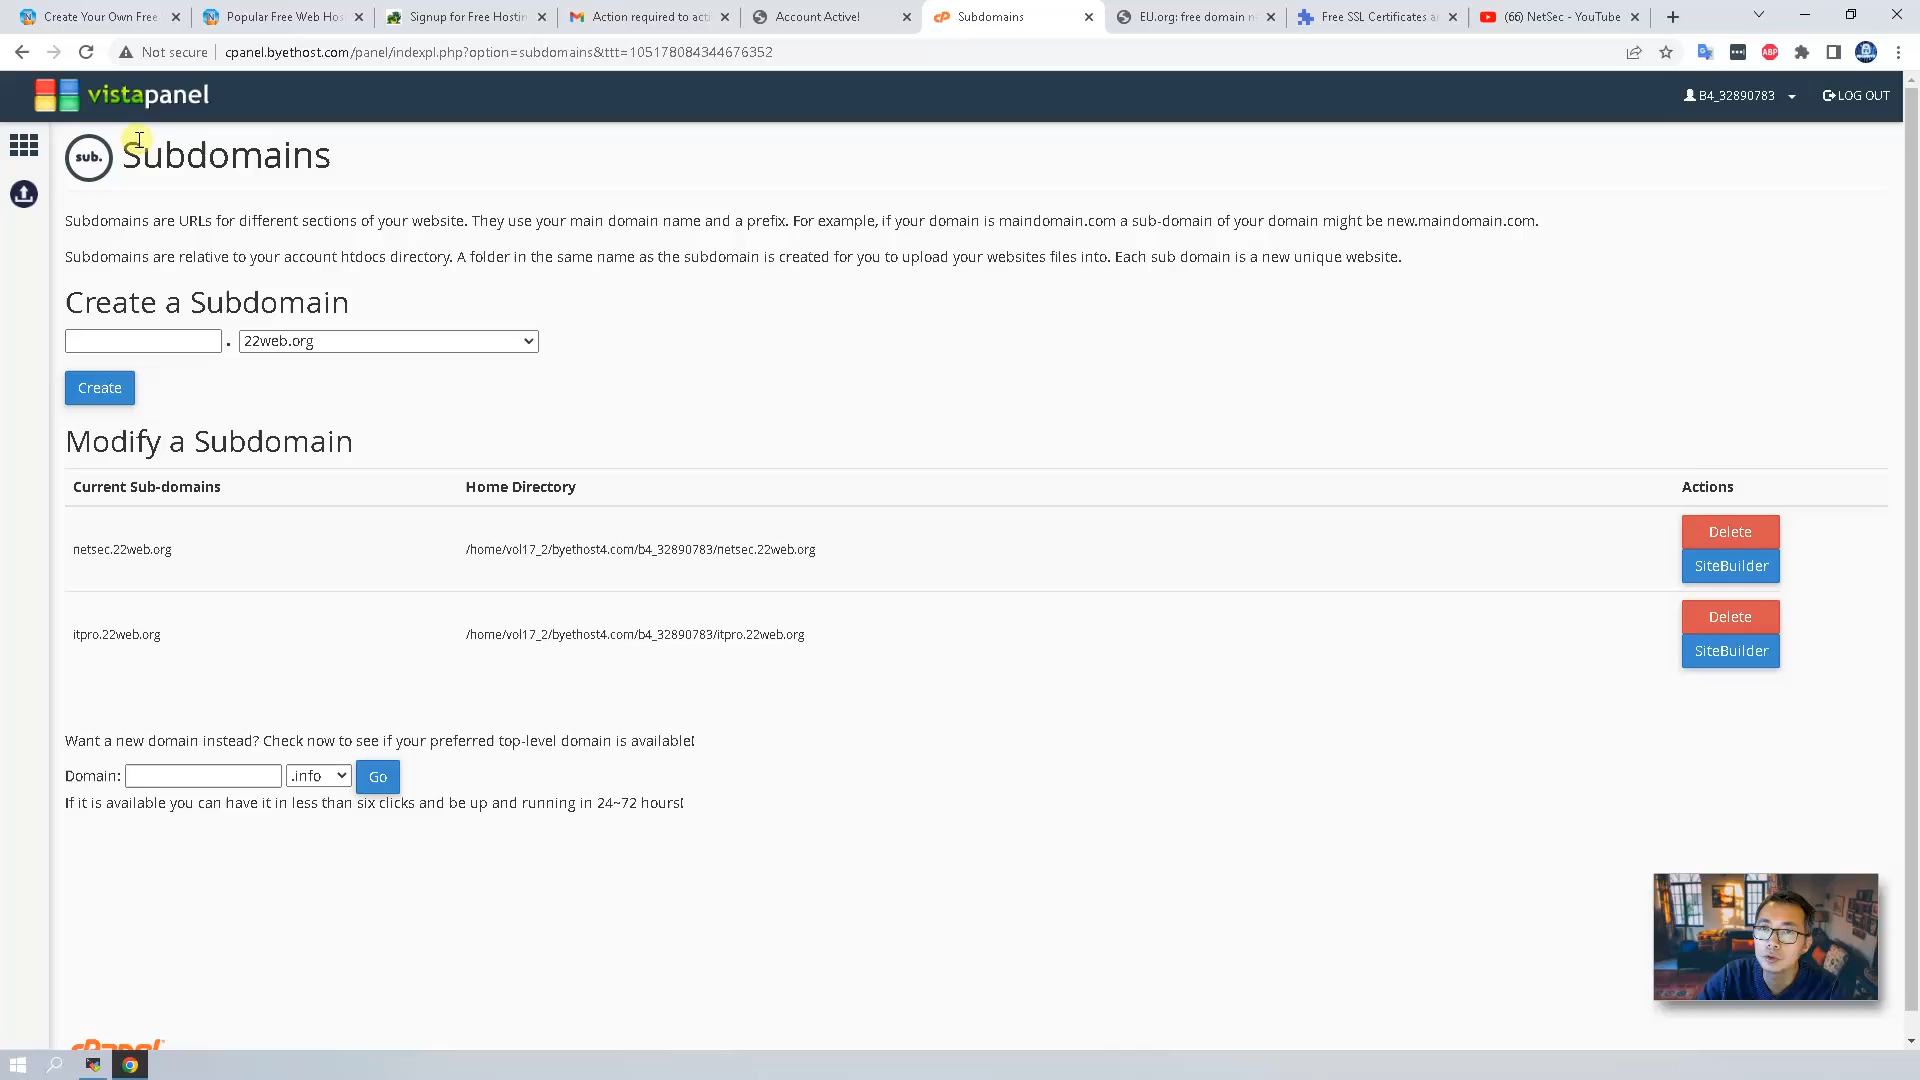 Create Your Own Free
Popular Free Web Hos
Signup for Free Hostin
Action required to acti
Account Active!
Subdomains
EU.org: free domain n
Free SSL Certificates a
(66) NetSec - YouTube
Not secure
cpanel.byethost.com/panel/indexpl.php?option=subdomains&ttt=105178084344676352
ABP
vistapanel
B4_32890783
LOG OUT
sub.
Subdomains
Subdomains are URLs for different sections of your website. They use your main domain name and a prefix. For example, if your domain is maindomain.com a sub-domain of your domain might be new.maindomain.com.
Subdomains are relative to your account htdocs directory. A folder in the same name as the subdomain is created for you to upload your websites files into. Each sub domain is a new unique website.
Create a Subdomain
. 22web.org
Create
Modify a Subdomain
Current Sub-domains Home Directory Actions
netsec.22web.org /home/vol17_2/byethost4.com/b4_32890783/netsec.22web.org
Delete
SiteBuilder
itpro.22web.org /home/vol17_2/byethost4.com/b4_32890783/itpro.22web.org
Delete
SiteBuilder
Want a new domain instead? Check now to see if your preferred top-level domain is available!
Domain: .info Go
If it is available you can have it in less than six clicks and be up and running in 24~72 hours!
cPanel